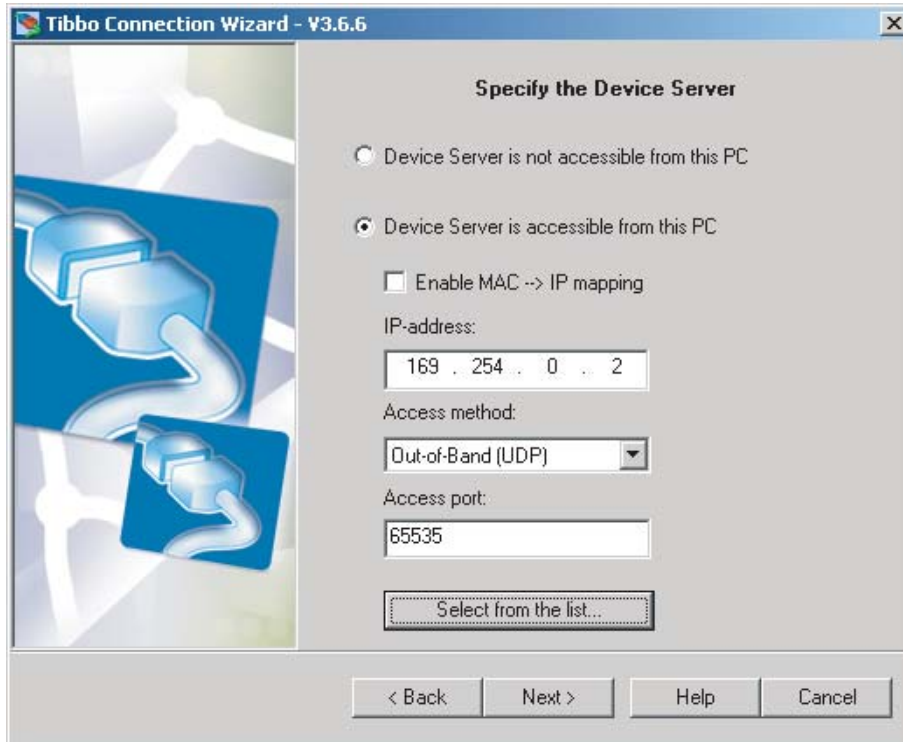 Tibbo Connection Wizard - V3.6.6
Specify the Device Server
Device Server is not accessible from this PC
Device Server is accessible from this PC
Enable MAC --> IP mapping
IP-address:
169 . 254 . 0 . 2
Access method:
Out-of-Band (UDP)
Access port:
65535
Select from the list...
< Back Next > Help Cancel